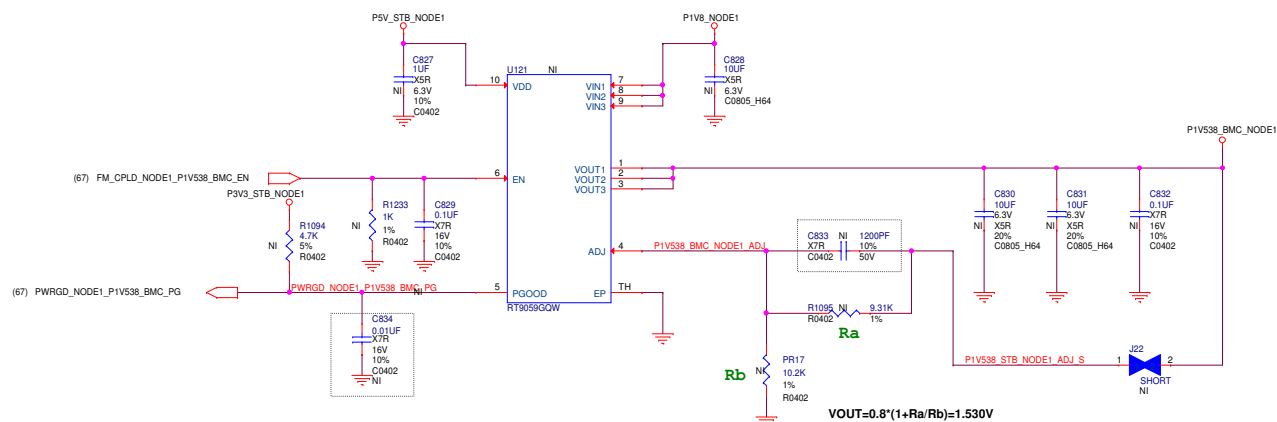 P5V_STB_NODE1
P1V8_NODE1
C827
1UF
X5R
NI
6.3V
10%
C0402
U121
NI
10
VDD
VIN1
7
VIN2
8
VIN3
9
C828
10UF
X5R
NI
6.3V
C0805_H64
P1V538_BMC_NODE1
VOUT1
1
VOUT2
2
VOUT3
3
(67) FM_CPLD_NODE1_P1V538_BMC_EN
6
EN
P3V3_STB_NODE1
R1094
4.7K
NI
5%
R0402
R1233
1K
NI
1%
R0402
C829
0.1UF
X7R
NI
16V
10%
C0402
C830
10UF
6.3V
NI
X5R
20%
C0805_H64
C831
10UF
6.3V
NI
X5R
20%
C0805_H64
C832
0.1UF
X7R
NI
16V
10%
C0402
ADJ
4
P1V538_BMC_NODE1_ADJ
C833
NI
1200PF
X7R
10%
C0402
50V
(67) PWRGD_NODE1_P1V538_BMC_PG
PWRGD_NODE1_P1V538_BMC_PG
NI
5
PGOOD
EP
TH
RT9059GQW
R1095
NI
9.31K
R0402
1%
Ra
C834
0.01UF
X7R
16V
10%
C0402
NI
Rb
NI
PR17
10.2K
1%
R0402
P1V538_STB_NODE1_ADJ_S
1
J22
2
SHORT
NI
VOUT=0.8*(1+Ra/Rb)=1.530V